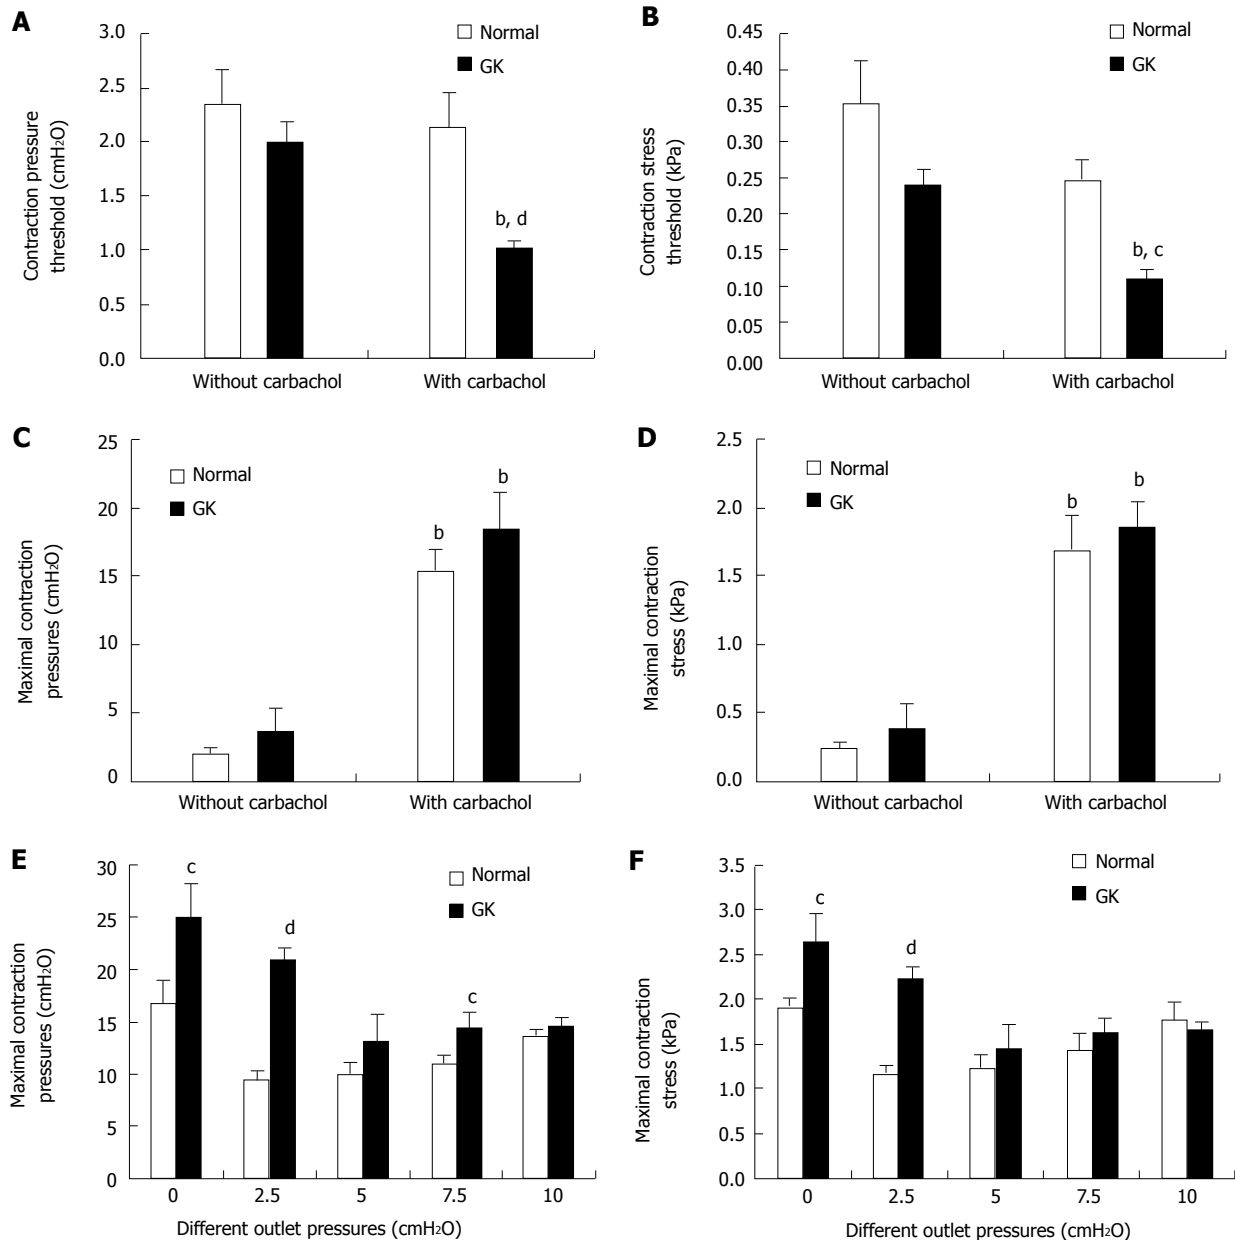 A
3.0
2.5
2.0
1.5
1.0
0.5
0.0
Contraction pressure
threshold (cmH2O)
Normal
GK
b, d
Without carbachol
With carbachol
B
0.45
0.40
0.35
0.30
0.25
0.20
0.15
0.10
0.05
0.00
Contraction stress
threshold (kPa)
Normal
GK
b, c
Without carbachol
With carbachol
C
25
20
15
10
5
0
Maximal contraction
pressures (cmH2O)
Normal
GK
b
b
Without carbachol
With carbachol
D
2.5
2.0
1.5
1.0
0.5
0.0
Maximal contraction
stress (kPa)
Normal
GK
b
b
Without carbachol
With carbachol
E
30
25
20
15
10
5
0
Maximal contraction
pressures (cmH2O)
Normal
GK
c
d
c
0
2.5
5
7.5
10
Different outlet pressures (cmH2O)
F
3.5
3.0
2.5
2.0
1.5
1.0
0.5
0.0
Maximal contraction
stress (kPa)
Normal
GK
c
d
0
2.5
5
7.5
10
Different outlet pressures (cmH2O)